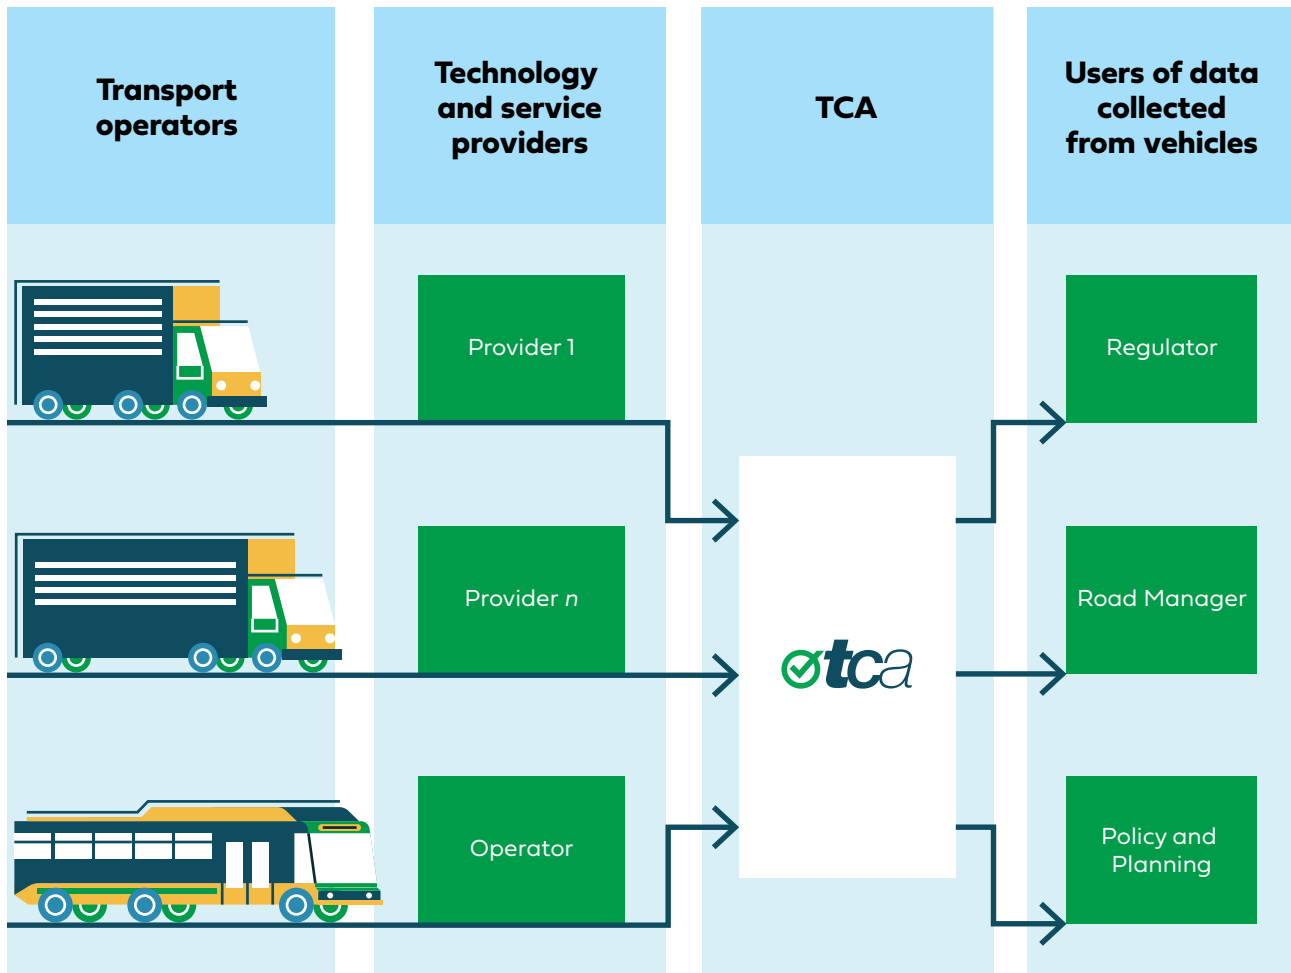 Transport
operators
Technology
and service
providers
TCA
Users of data
collected
from vehicles
Provider 1
Regulator
Provider n
Road Manager
tca
Operator
Policy and
Planning